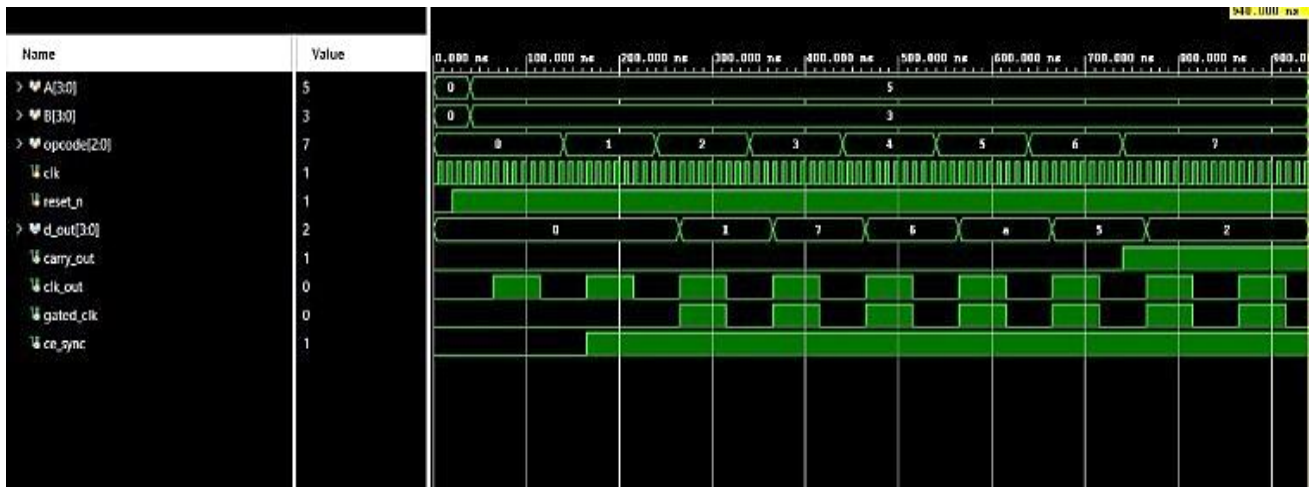 940.000 ns
Name Value
0.000 ns 100.000 ns 200.000 ns 300.000 ns 400.000 ns 500.000 ns 600.000 ns 700.000 ns 800.000 ns 900.0
A[3:0] 5 0 5
B[3:0] 3 0 3
opcode[2:0] 7 0 1 2 3 4 5 6 7
clk 1
reset_n 1
d_out[3:0] 2 0 1 7 6 a 5 2
carry_out 1
clk_out 0
gated_clk 0
ce_sync 1